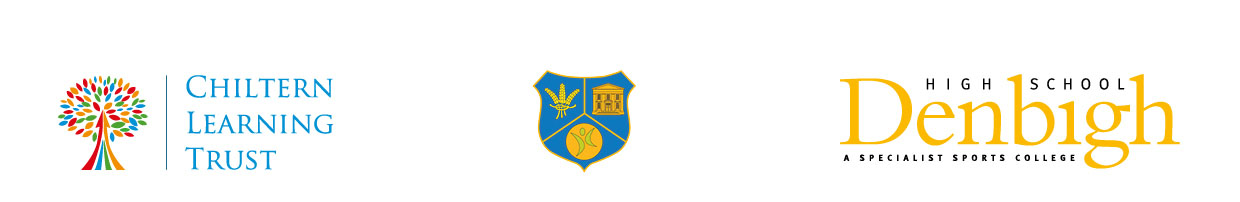 CHILTERN
LEARNING
TRUST
HIGH SCHOOL
Denbigh
A SPECIALIST SPORTS COLLEGE